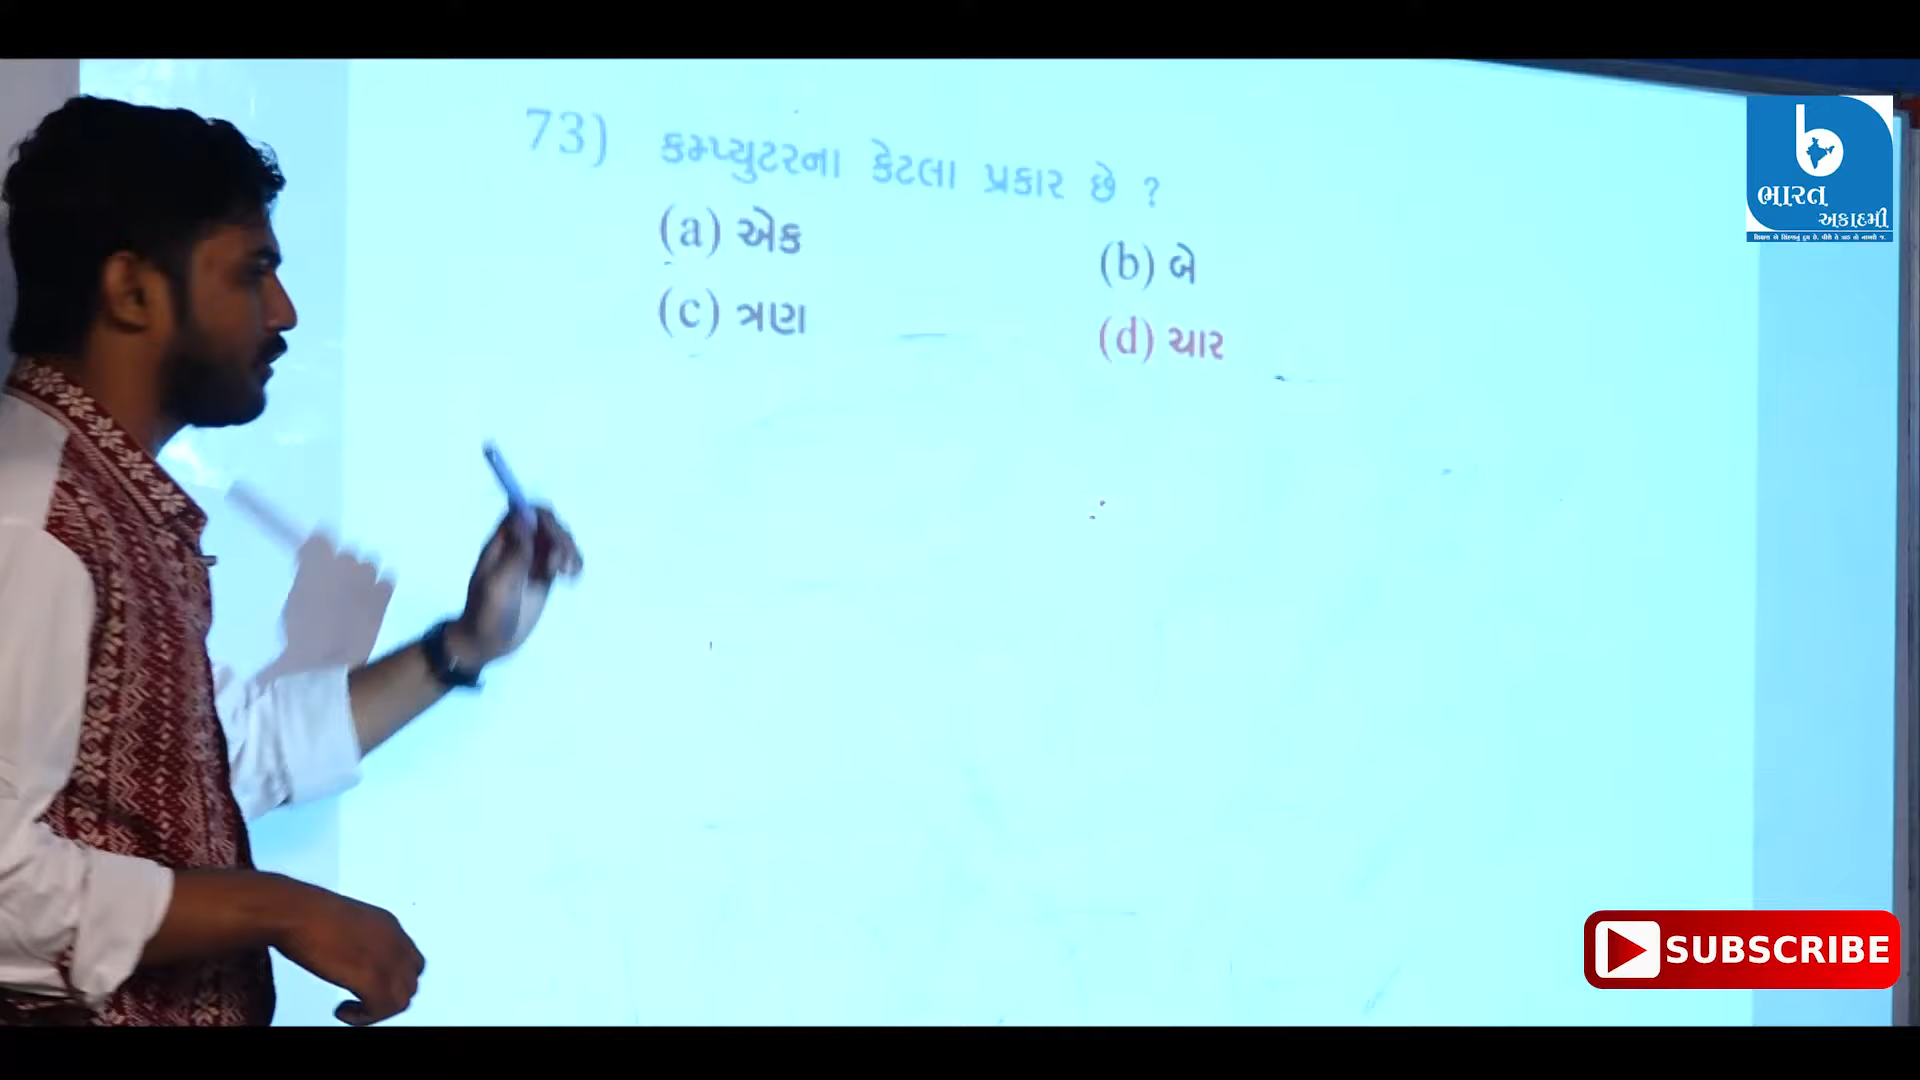 73) કમ્પ્યુટરના કેટલા પ્રકાર છે ?
(a) એક
(b) બે
(c) ત્રણ
(d) ચાર
ભારત
અકાદમી
SUBSCRIBE